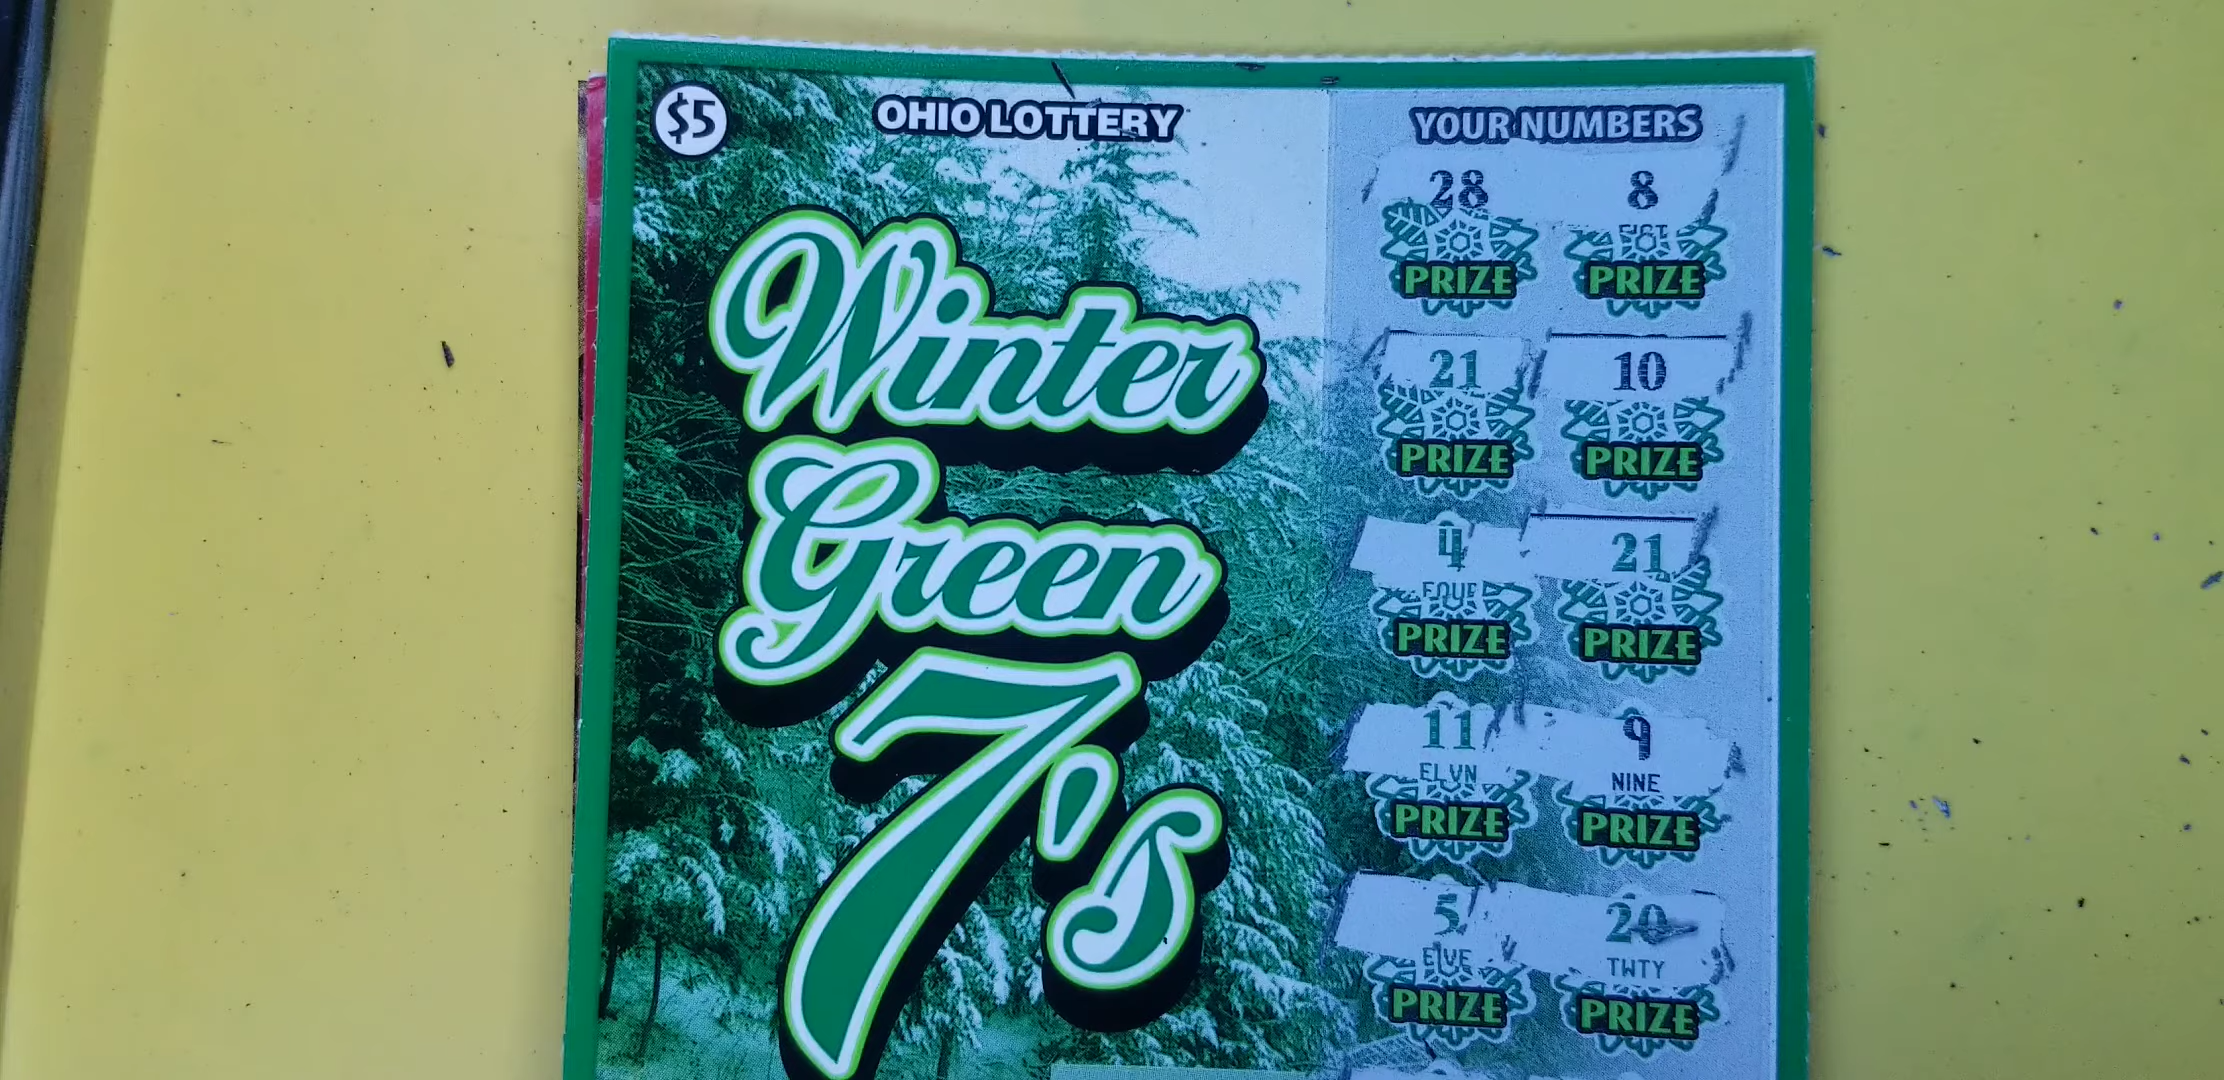 $5
OHIO LOTTERY
YOUR NUMBERS
Winter
Green
7's
28 8
PRIZE PRIZE
21 10
PRIZE PRIZE
4 21
PRIZE PRIZE
11 9
ELVN NINE
PRIZE PRIZE
5 20
TWTY
PRIZE PRIZE